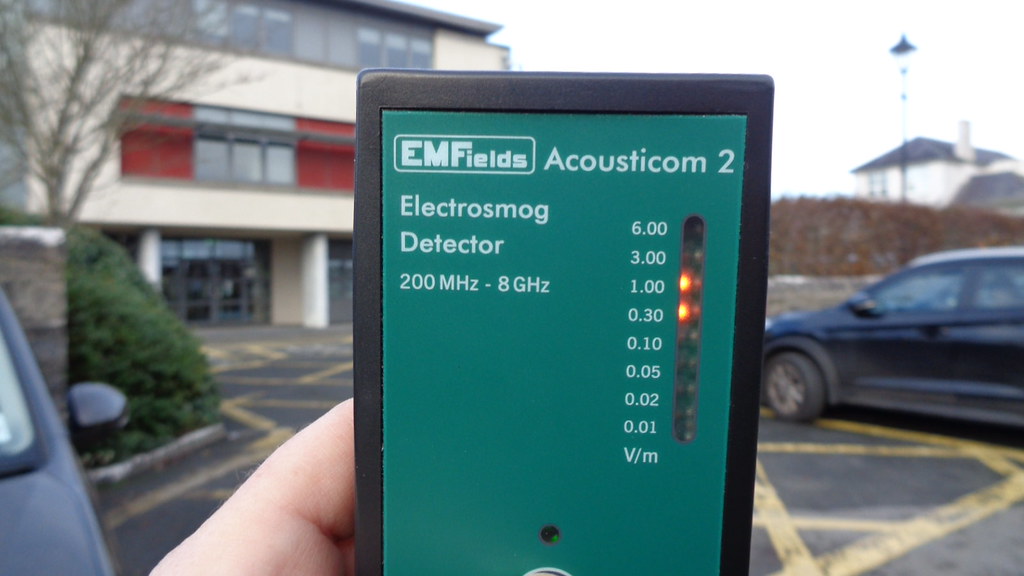 EMFields Acousticom 2
Electrosmog
Detector
200 MHz - 8 GHz
6.00
3.00
1.00
0.30
0.10
0.05
0.02
0.01
V/m